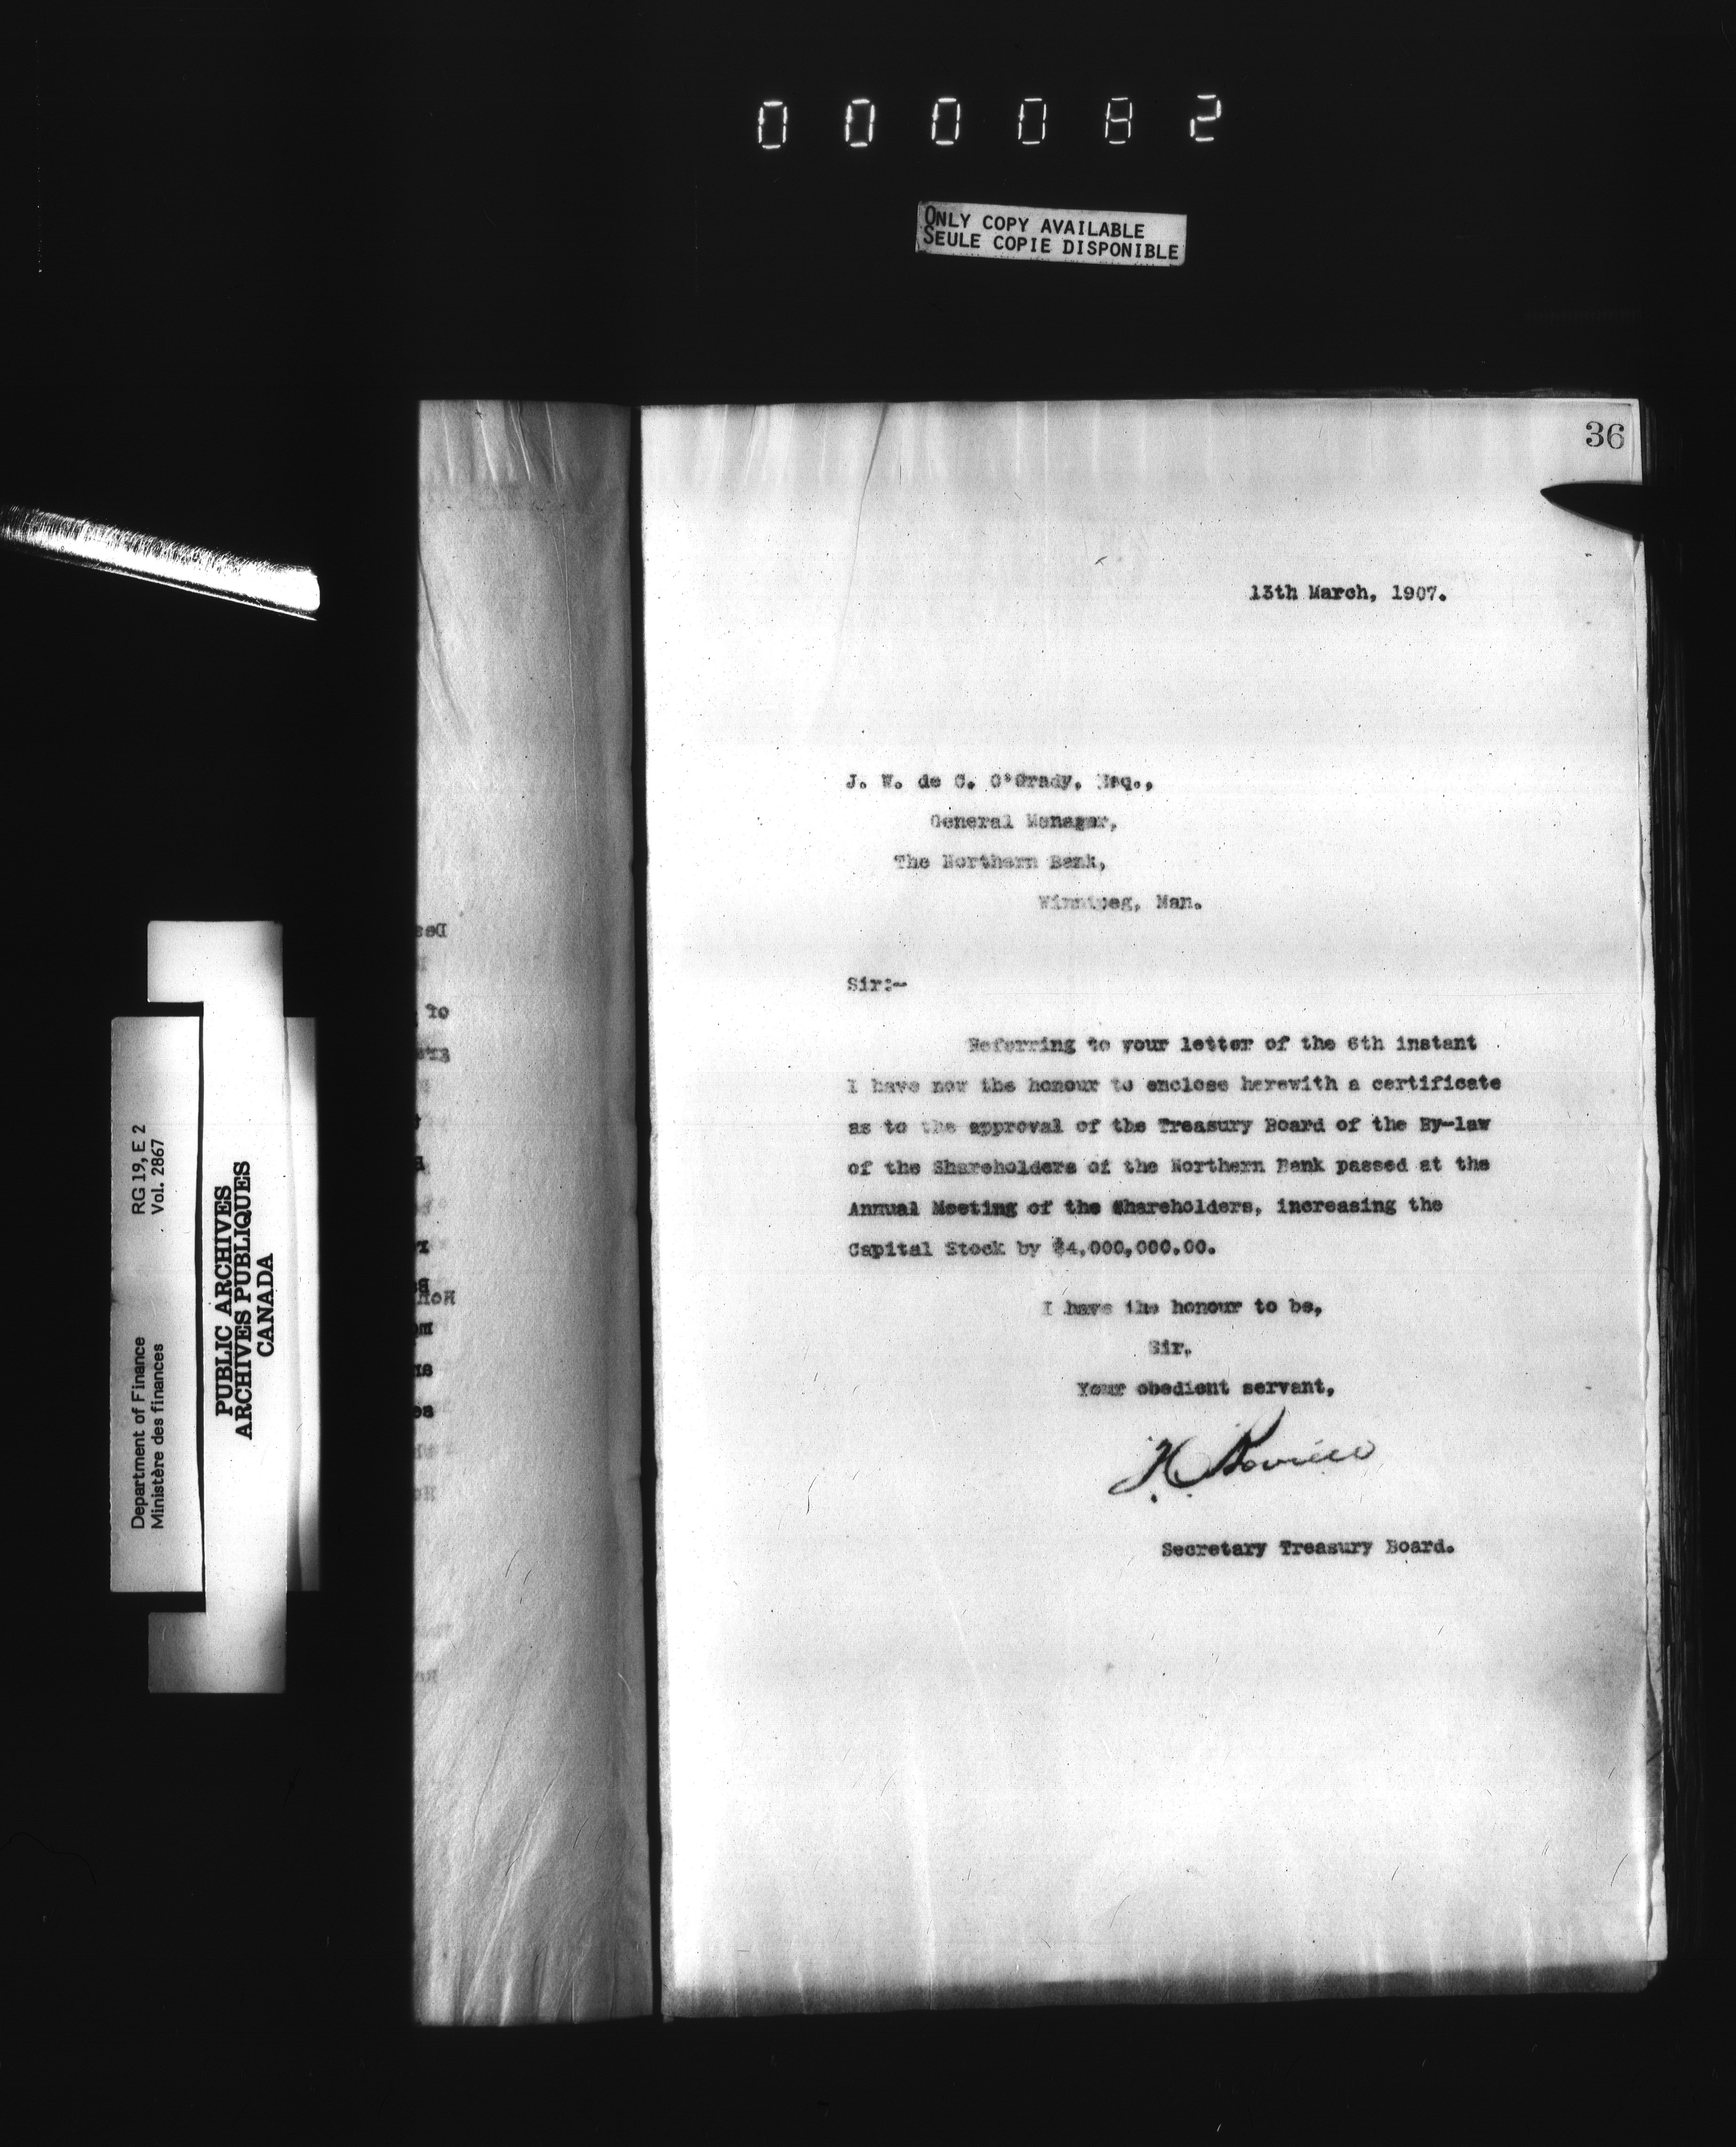 000082
ONLY COPY AVAILABLE
SEULE COPIE DISPONIBLE
36
13th March, 1907.
J. W. de C. O'Grady, Esq.,
General Manager,
The Northern Bank,
Winnipeg, Man.
Sir:-
Referring to your letter of the 6th instant
I have now the honour to enclose herewith a certificate
as to the approval of the Treasury Board of the By-law
of the Shareholders of the Northern Bank passed at the
Annual Meeting of the Shareholders, increasing the
Capital Stock by $4,000,000.00.
I have the honour to be,
Sir,
Your obedient servant,
Secretary Treasury Board.
Department of Finance RG 19, E 2
Ministère des finances Vol. 2867
PUBLIC ARCHIVES
ARCHIVES PUBLIQUES
CANADA